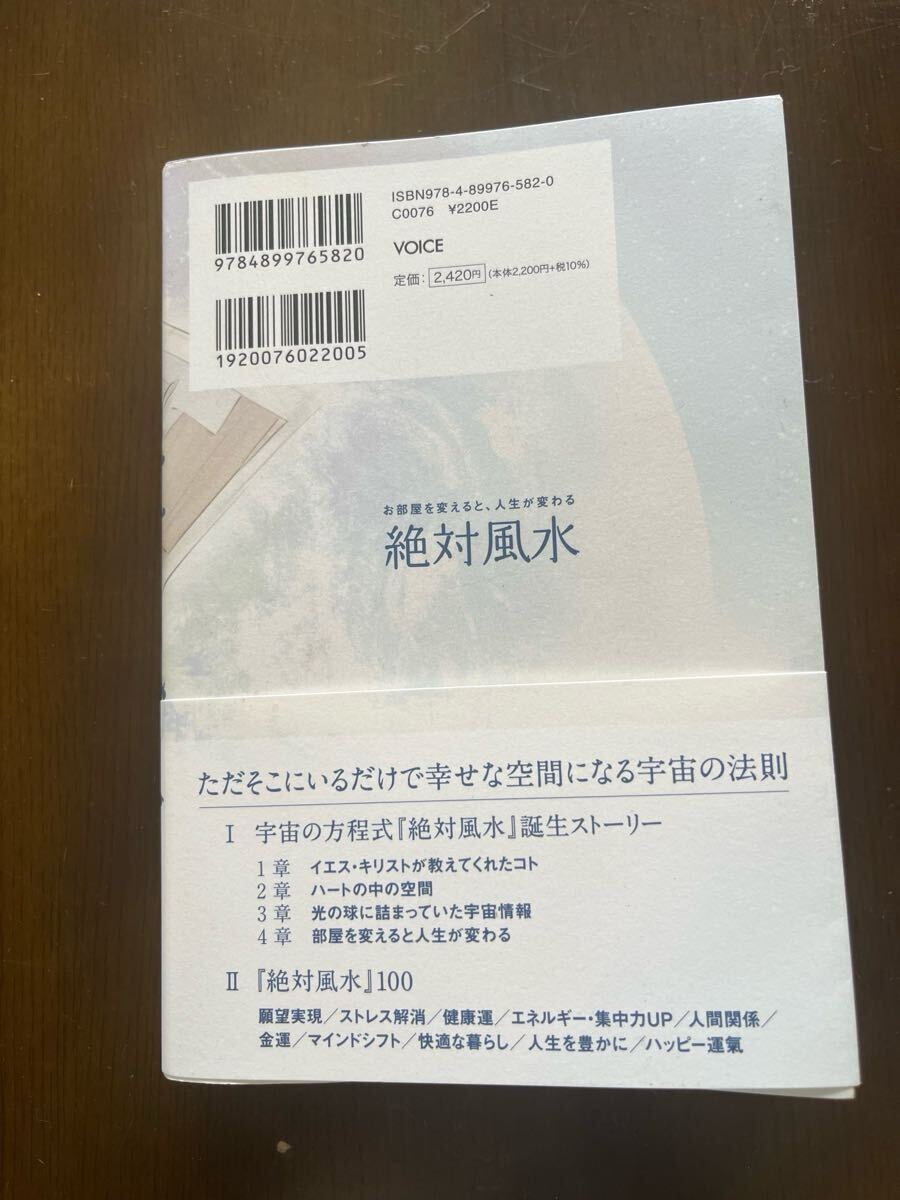 ISBN978-4-89976-582-0
C0076 ¥2200E
9784899765820
VOICE
定価：2,420円（本体2,200円+税10%）
1920076022005
お部屋を変えると、人生が変わる
絶対風水
ただそこにいるだけで幸せな空間になる宇宙の法則
Ⅰ 宇宙の方程式『絶対風水』誕生ストーリー
1章 イエス・キリストが教えてくれたコト
2章 ハートの中の空間
3章 光の球に詰まっていた宇宙情報
4章 部屋を変えると人生が変わる
Ⅱ 『絶対風水』100
願望実現／ストレス解消／健康運／エネルギー・集中力UP／人間関係／
金運／マインドシフト／快適な暮らし／人生を豊かに／ハッピー運氣